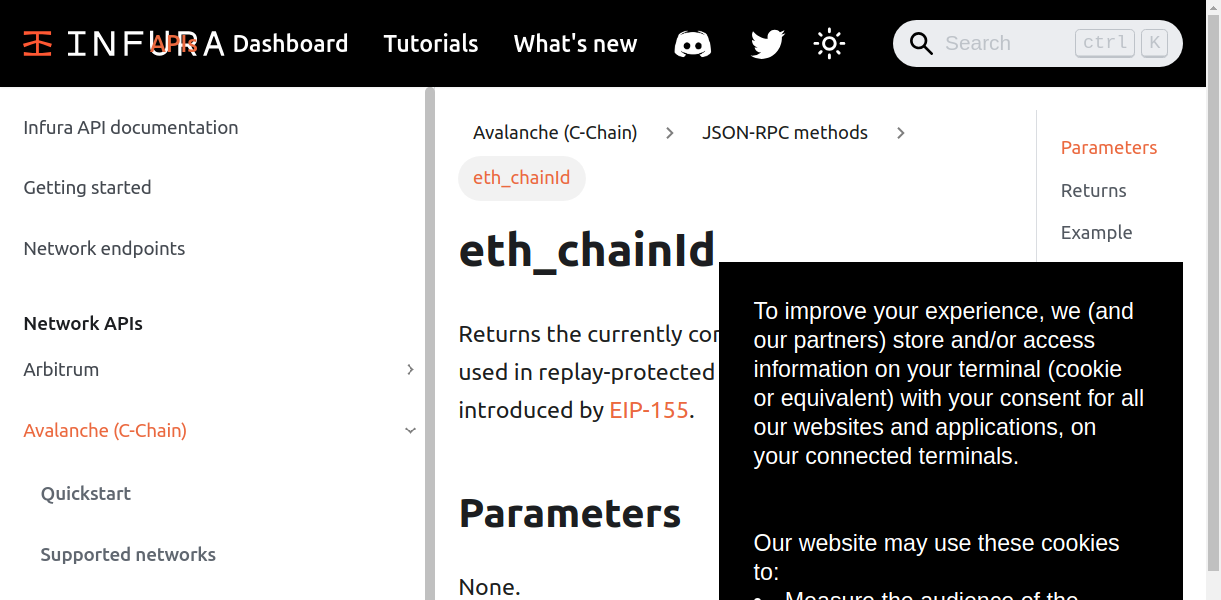 INFURA APIs Dashboard Tutorials What's new Search ctrl K
Infura API documentation
Getting started
Network endpoints
Network APIs
Arbitrum
Avalanche (C-Chain)
Quickstart
Supported networks
Avalanche (C-Chain) JSON-RPC methods
eth_chainId
eth_chainId
Returns the currently
used in replay-protected
introduced by EIP-155.
Parameters
None.
Parameters
Returns
Example
To improve your experience, we (and
our partners) store and/or access
information on your terminal (cookie
or equivalent) with your consent for all
our websites and applications, on
your connected terminals.
Our website may use these cookies
to:
• Measure the audience of the